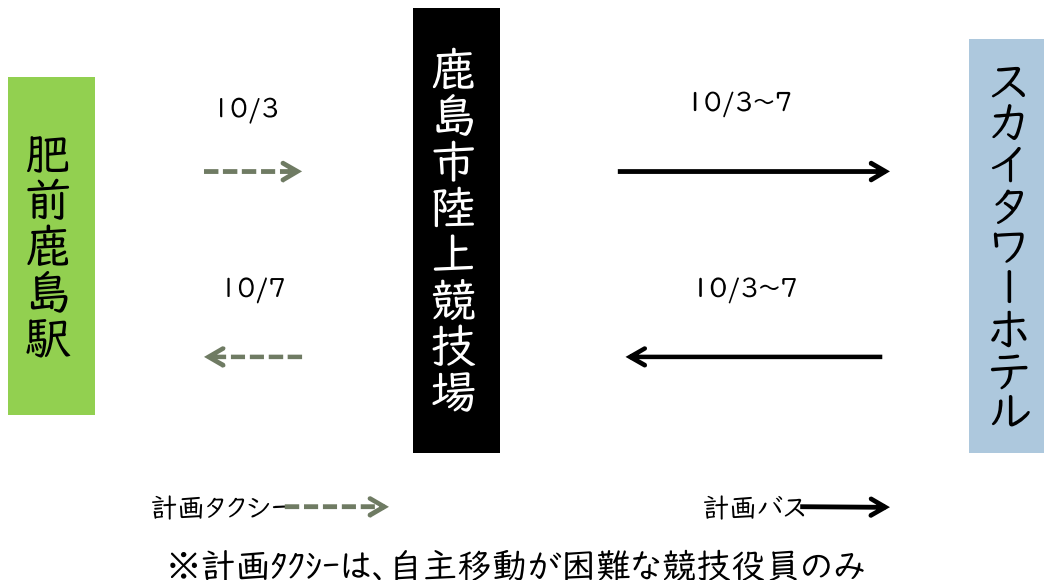 肥前鹿島駅
10/3
10/7
鹿島市陸上競技場
10/3~7
10/3~7
スカイタワーホテル
計画タクシー
計画バス
※計画タクシーは、自主移動が困難な競技役員のみ